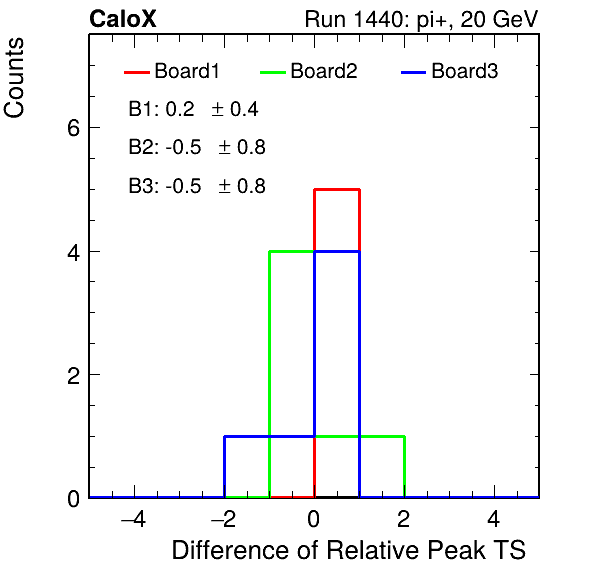 CaloX Run 1440: pi+, 20 GeV
Counts
Board1 Board2 Board3
B1: 0.2 ± 0.4
B2: -0.5 ± 0.8
B3: -0.5 ± 0.8
6
4
2
0
−4 −2 0 2 4
Difference of Relative Peak TS